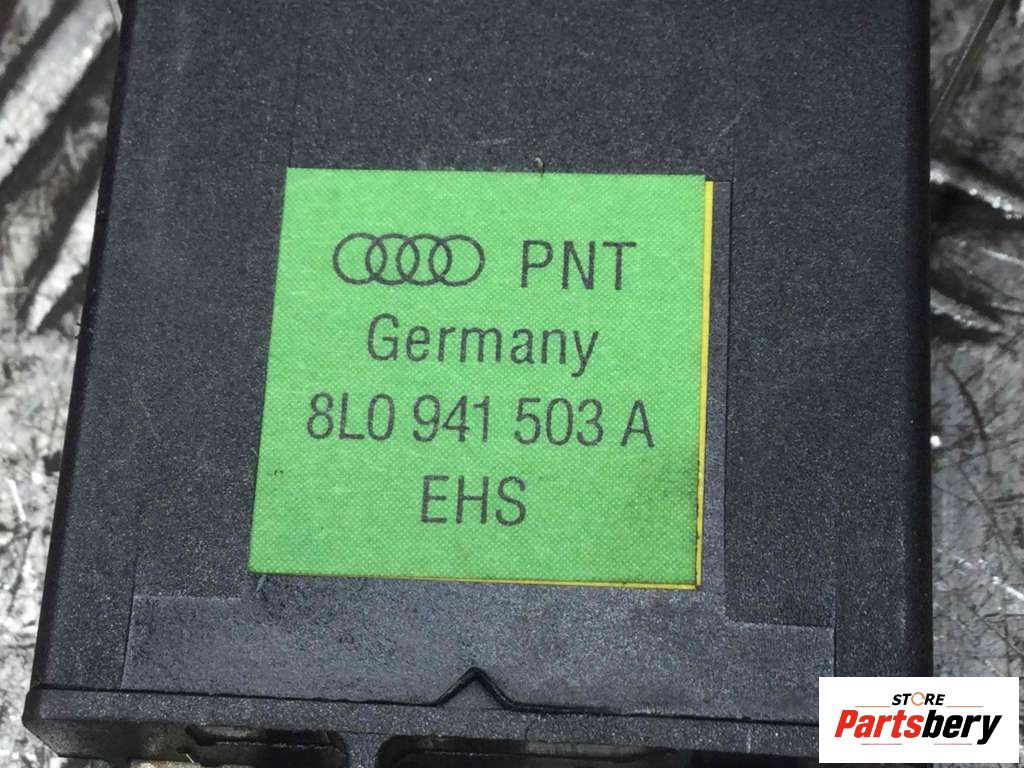 PNT
Germany
8L0 941 503 A
EHS
STORE
Partsbery